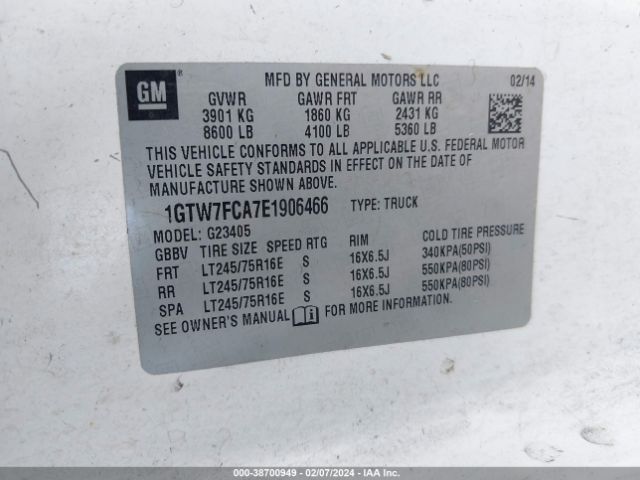 GM
®
MFD BY GENERAL MOTORS LLC 02/14
GVWR GAWR FRT GAWR RR
3901 KG 1860 KG 2431 KG
8600 LB 4100 LB 5360 LB
THIS VEHICLE CONFORMS TO ALL APPLICABLE U.S. FEDERAL MOTOR
VEHICLE SAFETY STANDARDS IN EFFECT ON THE DATE OF
MANUFACTURE SHOWN ABOVE.
1GTW7FCA7E1906466 TYPE: TRUCK
MODEL: G23405
GBBV TIRE SIZE SPEED RTG RIM COLD TIRE PRESSURE
FRT LT245/75R16E S 16X6.5J 340KPA(50PSI)
RR LT245/75R16E S 16X6.5J 550KPA(80PSI)
SPA LT245/75R16E S 16X6.5J 550KPA(80PSI)
SEE OWNER'S MANUAL i FOR MORE INFORMATION.
000-38700949 - 02/07/2024 - IAA Inc.